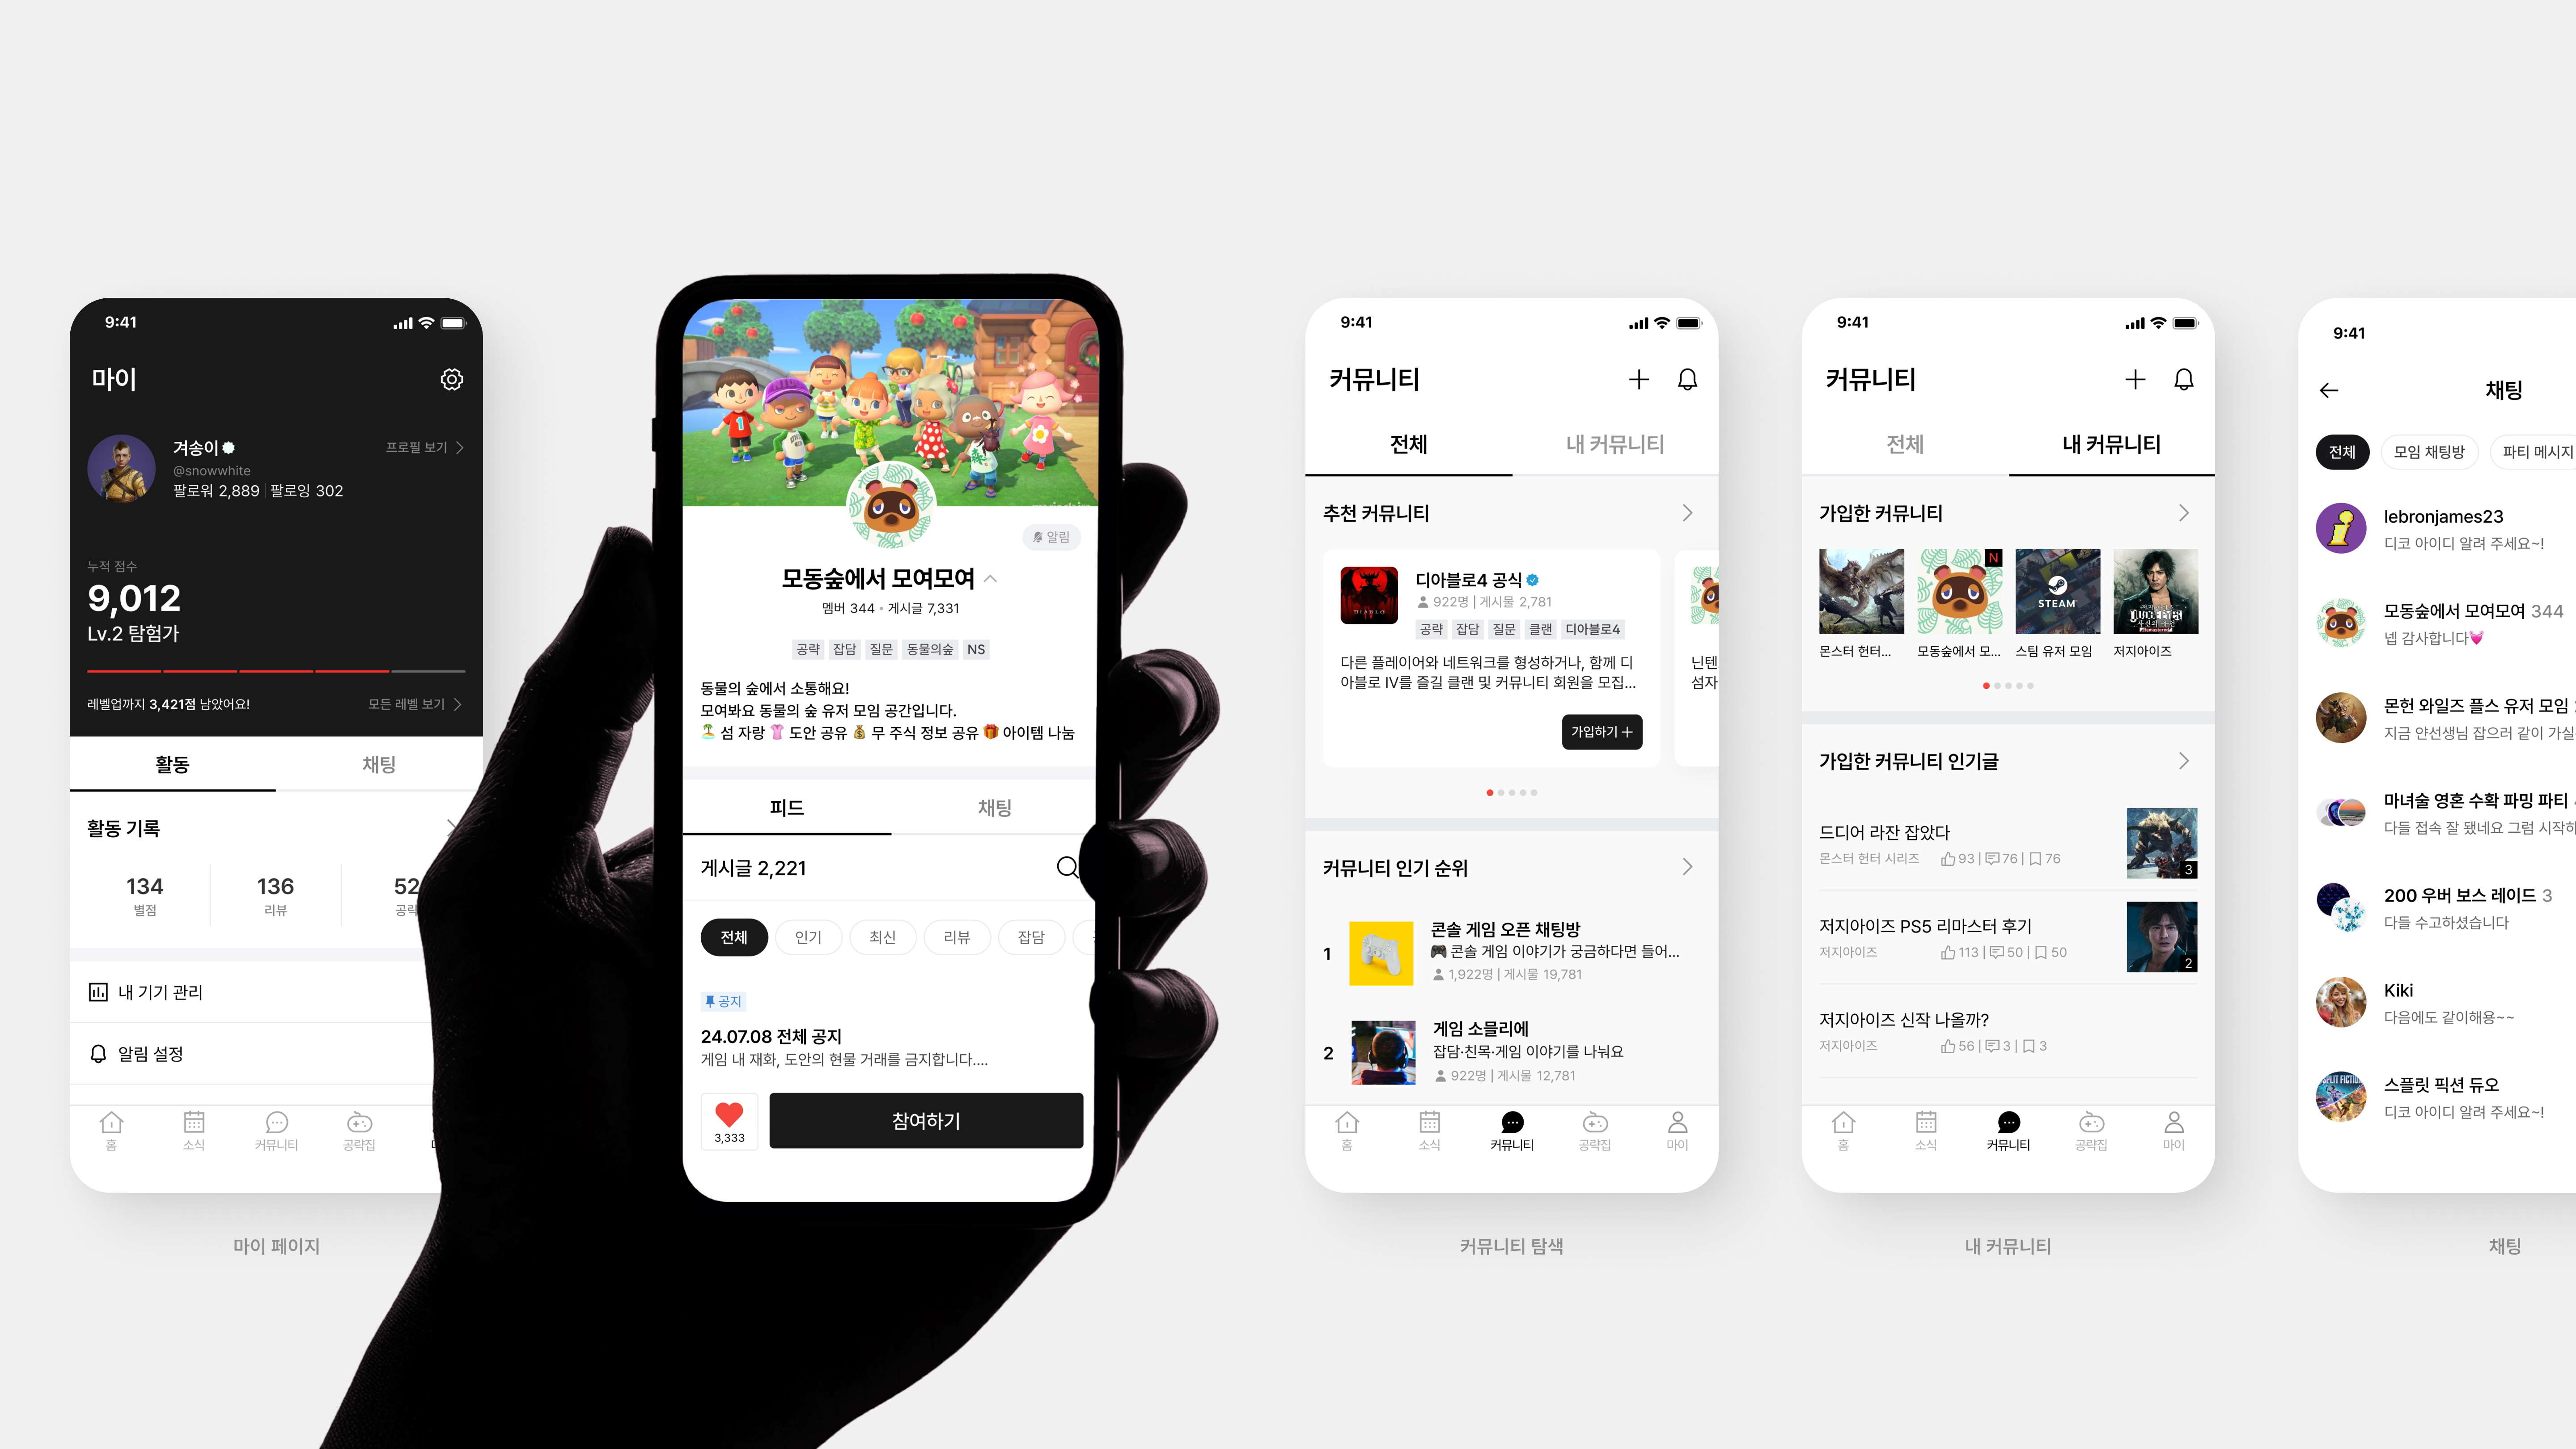 9:41
마이
겨송이
프로필 보기
@snowwhite
팔로워 2,889 | 팔로잉 302
누적 점수
9,012
Lv.2 탐험가
레벨업까지 3,421점 남았어요!
모든 레벨 보기
활동
채팅
활동 기록
134
136
52
별점
리뷰
공략
내 기기 관리
알림 설정
홈
소식
커뮤니티
공략집
마이 페이지
알림
모동숲에서 모여모여
멤버 344 • 게시글 7,331
공략 잡담 질문 동물의숲 NS
동물의 숲에서 소통해요!
모여봐요 동물의 숲 유저 모임 공간입니다.
🏝️ 섬 자랑 👚 도안 공유 💰 무 주식 정보 공유 🎁 아이템 나눔
피드
채팅
게시글 2,221
전체
인기
최신
리뷰
잡담
공지
24.07.08 전체 공지
게임 내 재화, 도안의 현물 거래를 금지합니다....
3,333
참여하기
9:41
커뮤니티
전체
내 커뮤니티
추천 커뮤니티
DIABLO
디아블로4 공식
922명 | 게시물 2,781
공략 잡담 질문 클랜 디아블로4
다른 플레이어와 네트워크를 형성하거나, 함께 디
아블로 IV를 즐길 클랜 및 커뮤니티 회원을 모집...
닌텐
섬자
가입하기
커뮤니티 인기 순위
1
콘솔 게임 오픈 채팅방
🎮 콘솔 게임 이야기가 궁금하다면 들어...
1,922명 | 게시물 19,781
2
게임 소믈리에
잡담·친목·게임 이야기를 나눠요
922명 | 게시물 12,781
홈
소식
커뮤니티
공략집
마이
커뮤니티 탐색
9:41
커뮤니티
전체
내 커뮤니티
가입한 커뮤니티
N
STEAM
몬스터 헌터...
모동숲에서 모...
스팀 유저 모임
저지아이즈
가입한 커뮤니티 인기글
드디어 라잔 잡았다
몬스터 헌터 시리즈
93 | 76 | 76
3
저지아이즈 PS5 리마스터 후기
저지아이즈
113 | 50 | 50
2
저지아이즈 신작 나올까?
저지아이즈
56 | 3 | 3
홈
소식
커뮤니티
공략집
마이
내 커뮤니티
9:41
채팅
전체
모임 채팅방
파티 메시지
lebronjames23
디코 아이디 알려 주세요~!
모동숲에서 모여모여 344
넵 감사합니다💓
몬헌 와일즈 플스 유저 모임
지금 얀선생님 잡으러 같이 가실
마녀술 영혼 수확 파밍 파티
다들 접속 잘 됐네요 그럼 시작하
200 우버 보스 레이드 3
다들 수고하셨습니다
Kiki
다음에도 같이해용~~
SPLIT FICTION
스플릿 픽션 듀오
디코 아이디 알려 주세요~!
채팅